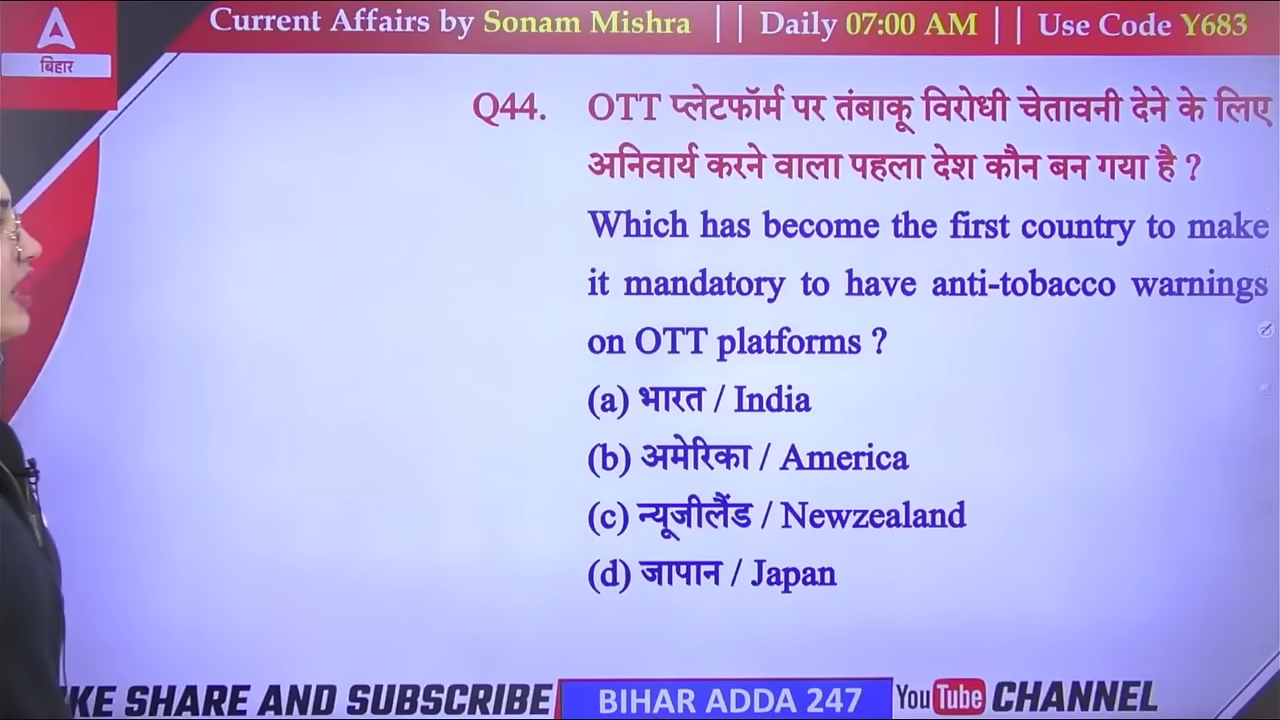 Current Affairs by Sonam Mishra || Daily 07:00 AM || Use Code Y683
बिहार
Q44. OTT प्लेटफॉर्म पर तंबाकू विरोधी चेतावनी देने के लिए
अनिवार्य करने वाला पहला देश कौन बन गया है ?
Which has become the first country to make
it mandatory to have anti-tobacco warnings
on OTT platforms ?
(a) भारत / India
(b) अमेरिका / America
(c) न्यूजीलैंड / Newzealand
(d) जापान / Japan
KE SHARE AND SUBSCRIBE BIHAR ADDA 247 YouTube CHANNEL